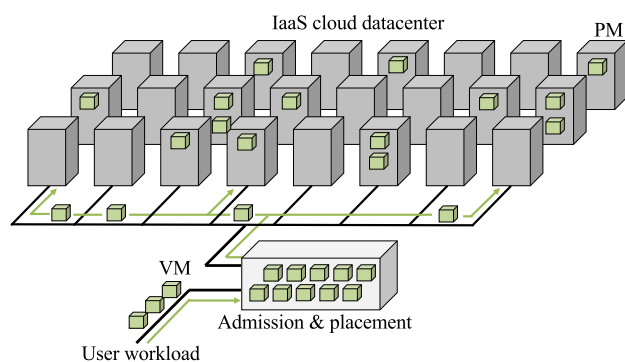 IaaS cloud datacenter
PM
VM
Admission & placement
User workload